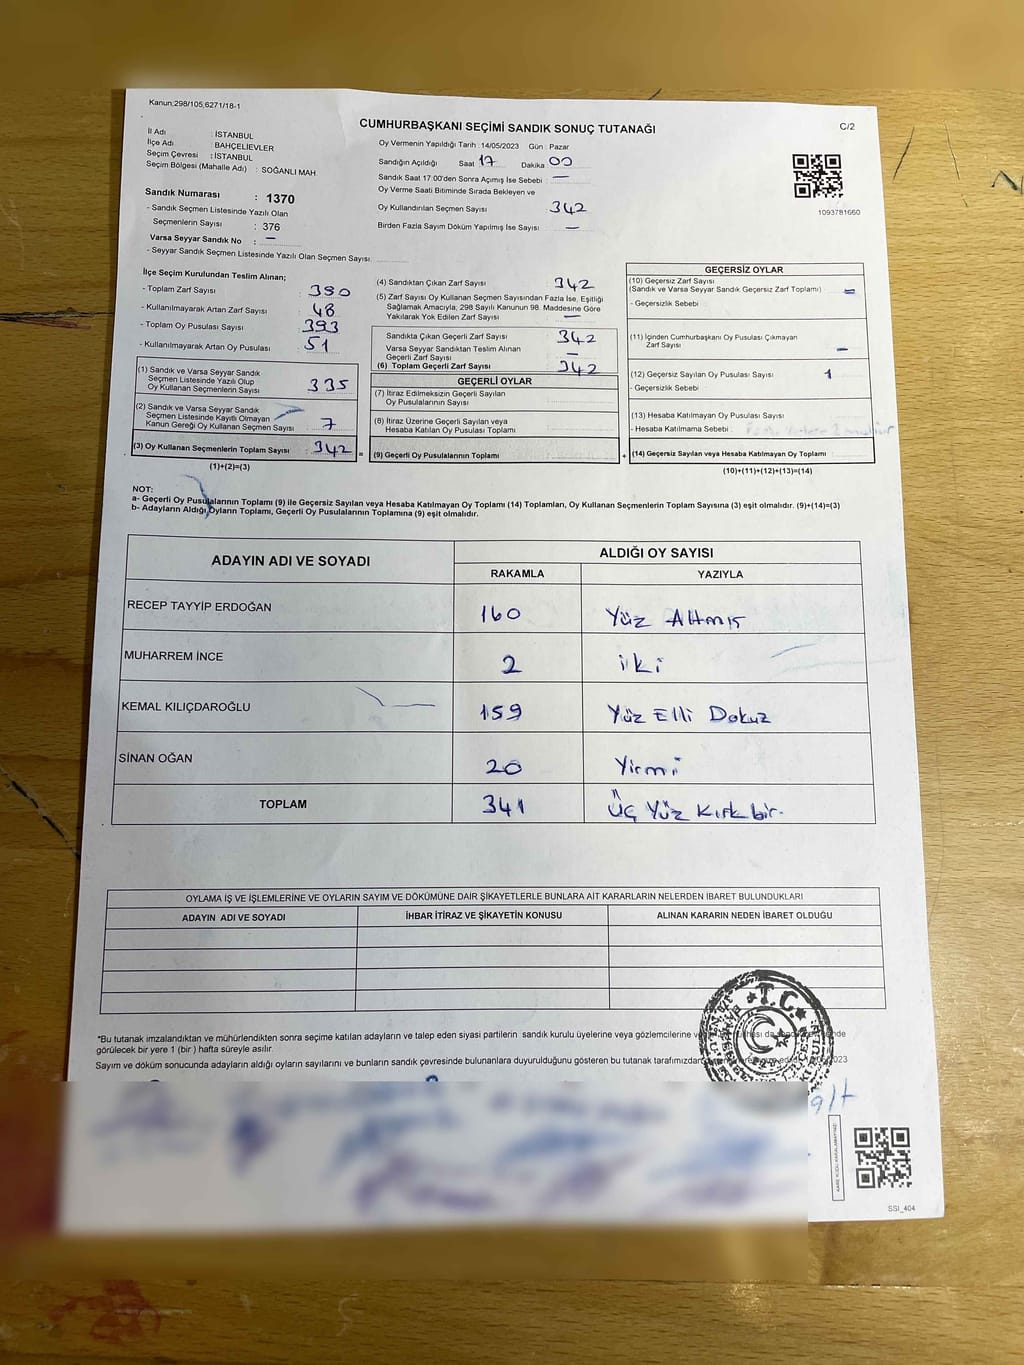 Kanun;298/105,6271/18-1
CUMHURBAŞKANI SEÇİMİ SANDIK SONUÇ TUTANAĞI
C/2
İl Adı : İSTANBUL
İlçe Adı : BAHÇELİEVLER
Seçim Çevresi : İSTANBUL
Seçim Bölgesi (Mahalle Adı) : SOĞANLI MAH.
Sandık Numarası : 1370
- Sandık Seçmen Listesinde Yazılı Olan
Seçmenlerin Sayısı : 376
Varsa Seyyar Sandık No : –
- Seyyar Sandık Seçmen Listesinde Yazılı Olan Seçmen Sayısı:
Oy Vermenin Yapıldığı Tarih :14/05/2023 Gün : Pazar
Sandığın Açıldığı Saat 17 Dakika 00
Sandık Saat 17:00'den Sonra Açımış İse Sebebi : —
Oy Verme Saati Bitiminde Sırada Bekleyen ve
Oy Kullandırılan Seçmen Sayısı 342
Birden Fazla Sayım Döküm Yapılmış İse Sayısı : —
1093781660
İlçe Seçim Kurulundan Teslim Alınan;
- Toplam Zarf Sayısı : 390
- Kullanılmayarak Artan Zarf Sayısı : 48
- Toplam Oy Pusulası Sayısı : 393
- Kullanılmayarak Artan Oy Pusulası : 51
(1) Sandık ve Varsa Seyyar Sandık
Seçmen Listesinde Yazılı Olup
Oy Kullanan Seçmenlerin Sayısı : 335
(2) Sandık ve Varsa Seyyar Sandık
Seçmen Listesinde Kayıtlı Olmayan
Kanun Gereği Oy Kullanan Seçmen Sayısı : 7
(3) Oy Kullanan Seçmenlerin Toplam Sayısı : 342 =
(1)+(2)=(3)
(4) Sandıktan Çıkan Zarf Sayısı : 342
(5) Zarf Sayısı Oy Kullanan Seçmen Sayısından Fazla İse, Eşitliği
Sağlamak Amacıyla; 298 Sayılı Kanunun 98. Maddesine Göre
Yakılarak Yok Edilen Zarf Sayısı : —
Sandıkta Çıkan Geçerli Zarf Sayısı : 342
Varsa Seyyar Sandıktan Teslim Alınan
Geçerli Zarf Sayısı : –
(6) Toplam Geçerli Zarf Sayısı : 342
GEÇERLİ OYLAR
(7) İtiraz Edilmeksizin Geçerli Sayılan
Oy Pusulalarının Sayısı :
(8) İtiraz Üzerine Geçerli Sayılan veya
Hesaba Katılan Oy Pusulası Toplamı :
(9) Geçerli Oy Pusulalarının Toplamı : +
GEÇERSİZ OYLAR
(10) Geçersiz Zarf Sayısı
(Sandık ve Varsa Seyyar Sandık Geçersiz Zarf Toplamı) : –
- Geçersizlik Sebebi :
(11) İçinden Cumhurbaşkanı Oy Pusulası Çıkmayan
Zarf Sayısı : –
(12) Geçersiz Sayılan Oy Pusulası Sayısı : 1
- Geçersizlik Sebebi :
(13) Hesaba Katılmayan Oy Pusulası Sayısı :
- Hesaba Katılmama Sebebi :
(14) Geçersiz Sayılan veya Hesaba Katılmayan Oy Toplamı :
(10)+(11)+(12)+(13)=(14)
NOT:
a- Geçerli Oy Pusulalarının Toplamı (9) ile Geçersiz Sayılan veya Hesaba Katılmayan Oy Toplamı (14) Toplamları, Oy Kullanan Seçmenlerin Toplam Sayısına (3) eşit olmalıdır. (9)+(14)=(3)
b- Adayların Aldığı Oyların Toplamı, Geçerli Oy Pusulalarının Toplamına (9) eşit olmalıdır.
ADAYIN ADI VE SOYADI
ALDIĞI OY SAYISI
RAKAMLA YAZIYLA
RECEP TAYYİP ERDOĞAN 160 Yüz Altmış
MUHARREM İNCE 2 iki
KEMAL KILIÇDAROĞLU 159 Yüz Elli Dokuz
SİNAN OĞAN 20 Yirmi
TOPLAM 341 Üç Yüz Kırk bir.
OYLAMA İŞ VE İŞLEMLERİNE VE OYLARIN SAYIM VE DÖKÜMÜNE DAİR ŞİKAYETLERLE BUNLARA AİT KARARLARIN NELERDEN İBARET BULUNDUKLARI
ADAYIN ADI VE SOYADI İHBAR İTİRAZ VE ŞİKAYETİN KONUSU ALINAN KARARIN NEDEN İBARET OLDUĞU
*Bu tutanak imzalandıktan ve mühürlendikten sonra seçime katılan adayların ve talep eden siyasi partilerin sandık kurulu üyelerine veya gözlemcilerine
görülecek bir yere 1 (bir ) hafta süreyle asılır.
Sayım ve döküm sonucunda adayların aldığı oyların sayılarını ve bunların sandık çevresinde bulunanlara duyurulduğunu gösteren bu tutanak tarafımızdan
T.C.
SSİ_404